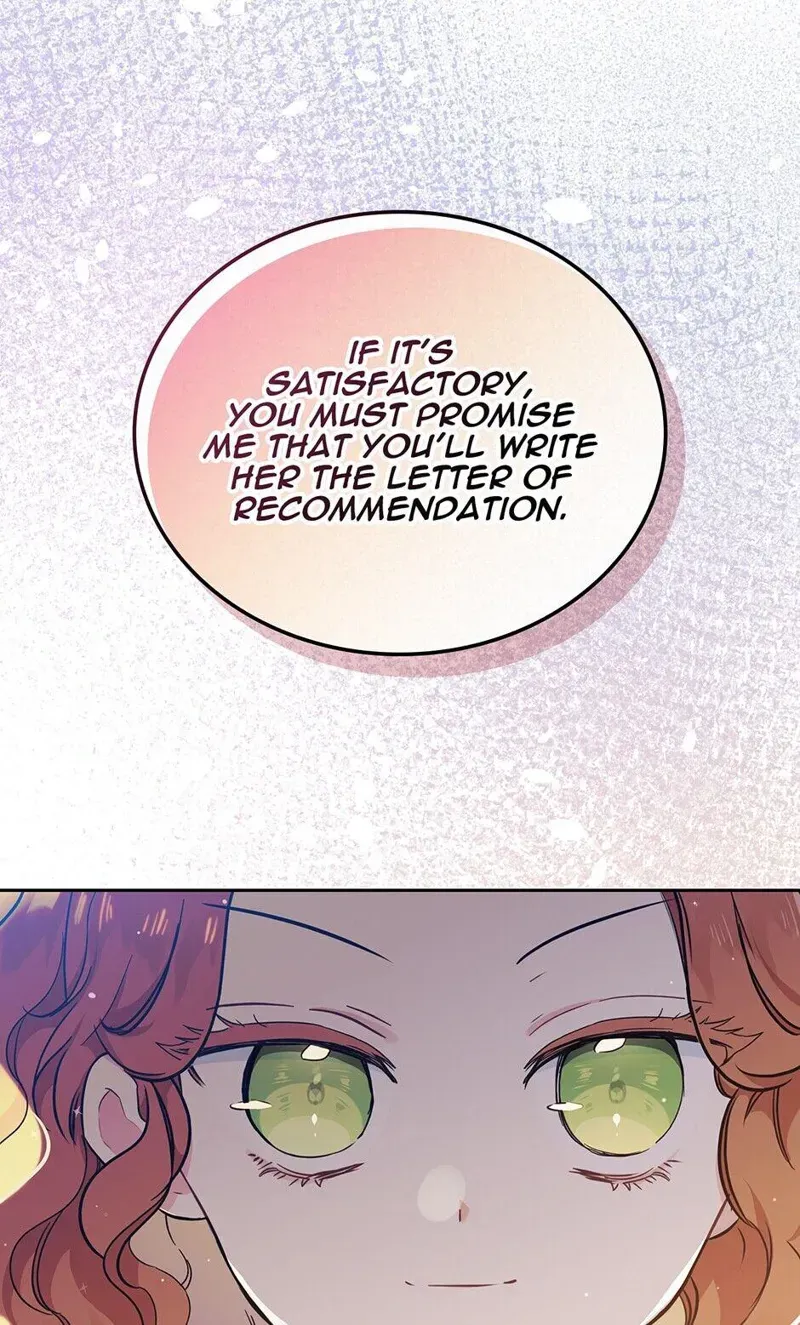 IF IT'S
SATISFACTORY,
YOU MUST PROMISE
ME THAT YOU'LL WRITE
HER THE LETTER OF
RECOMMENDATION.